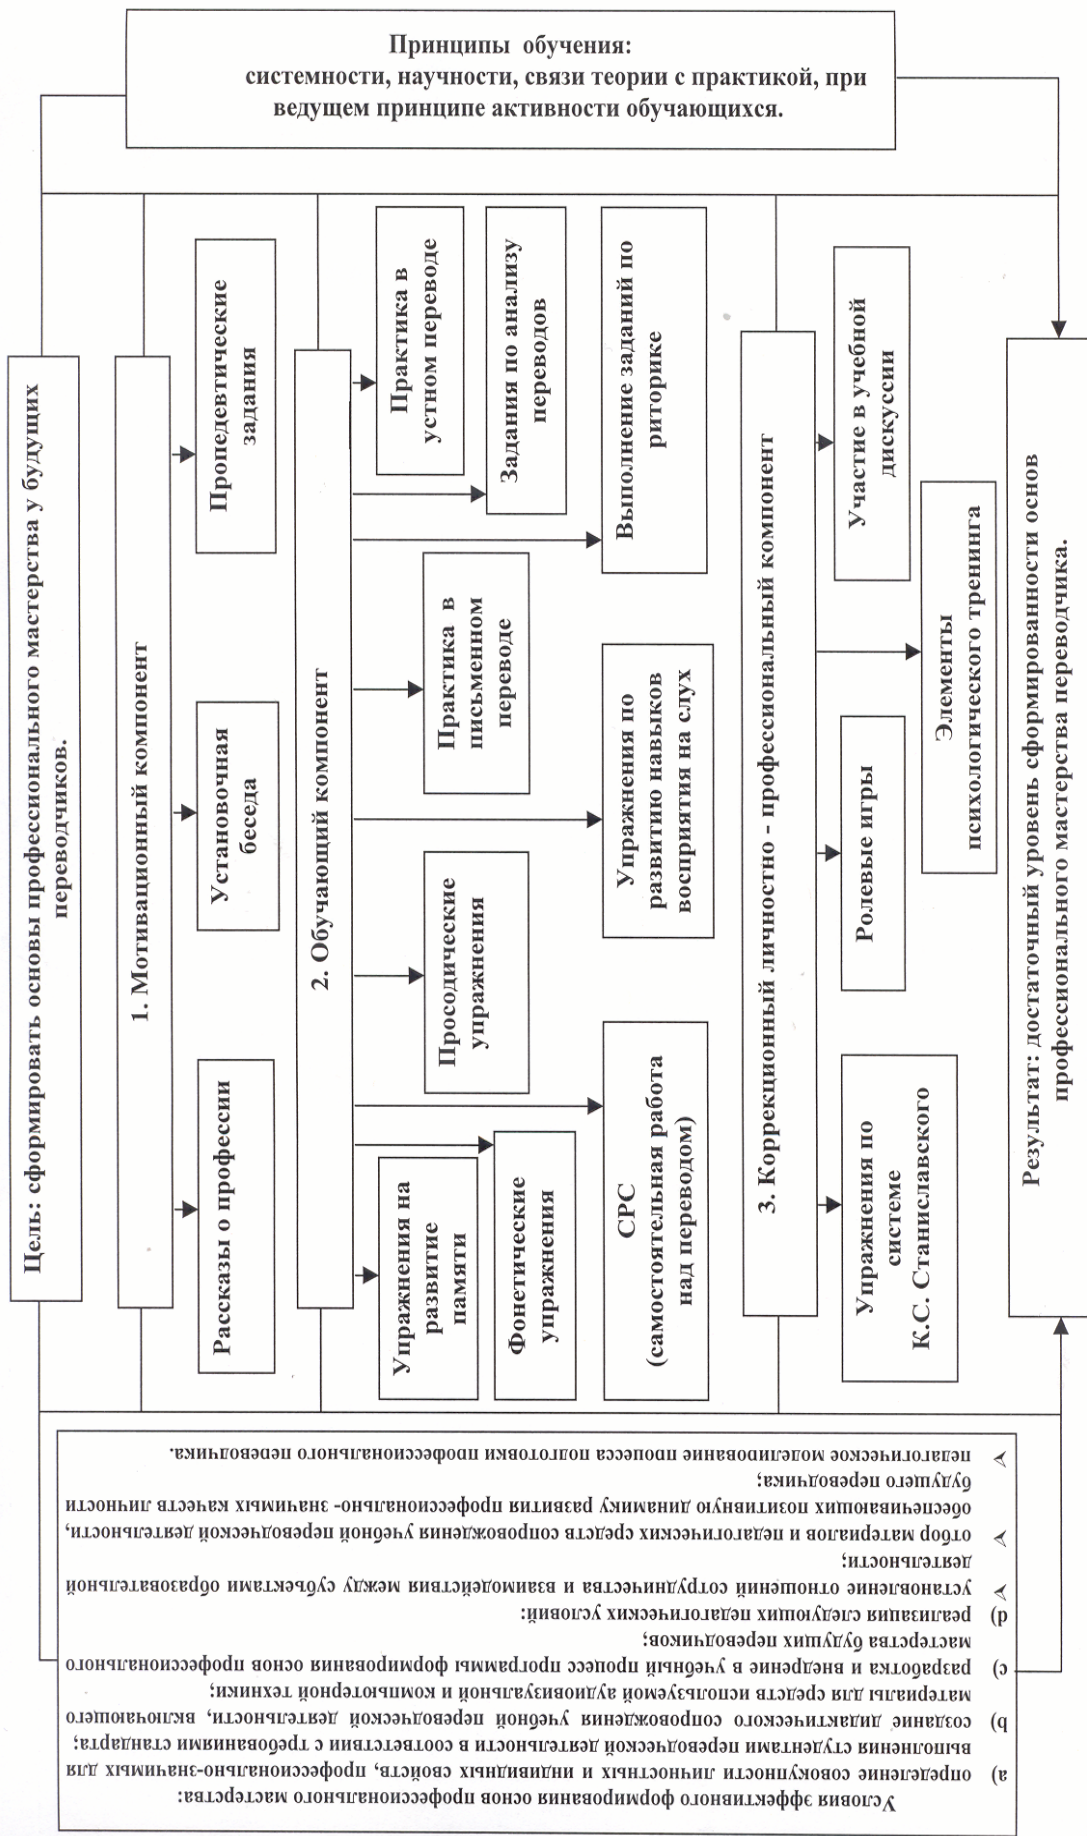 Цель: сформировать основы профессионального мастерства у будущих
переводчиков.
1. Мотивационный компонент
Рассказы о профессии
Установочная
беседа
Пропедевтические
задания
2. Обучающий компонент
Упражнения на
развитие
памяти
Фонетические
упражнения
СРС
(самостоятельная работа
над переводом)
Просодические
упражнения
Упражнения по
развитию навыков
восприятия на слух
Практика в
письменном
переводе
Практика в
устном переводе
Задания по анализу
переводов
Выполнение заданий по
риторике
3. Коррекционный личностно - профессиональный компонент
Упражнения по
системе
К.С. Станиславского
Ролевые игры
Элементы
психологического тренинга
Участие в учебной
дискуссии
Результат: достаточный уровень сформированности основ
профессионального мастерства переводчика.
Принципы обучения:
системности, научности, связи теории с практикой, при
ведущем принципе активности обучающихся.
Условия эффективного формирования основ профессионального мастерства:
a) определение совокупности личностных и индивидных свойств, профессионально-значимых для
выполнения студентами переводческой деятельности в соответствии с требованиями стандарта;
b) создание дидактического сопровождения учебной переводческой деятельности, включающего
материалы для средств используемой аудиовизуальной и компьютерной техники;
c) разработка и внедрение в учебный процесс программы формирования основ профессионального
мастерства будущих переводчиков;
d) реализация следующих педагогических условий:
➢ установление отношений сотрудничества и взаимодействия между субъектами образовательной
деятельности;
➢ отбор материалов и педагогических средств сопровождения учебной переводческой деятельности,
обеспечивающих позитивную динамику развития профессионально- значимых качеств личности
будущего переводчика;
➢ педагогическое моделирование процесса подготовки профессионального переводчика.